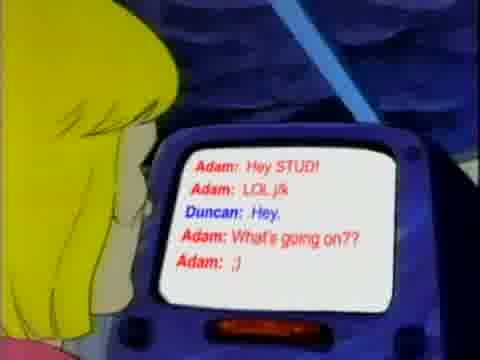 Adam: Hey STUD!
Adam: LOL j/k
Duncan: Hey.
Adam: What's going on??
Adam: ;)